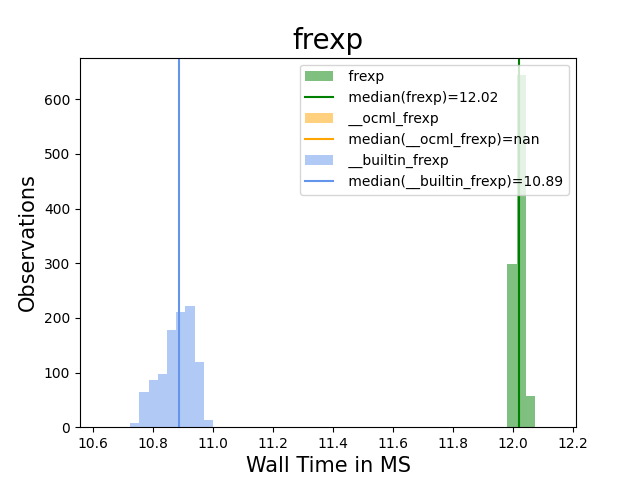 frexp
frexp
median(frexp)=12.02
__ocml_frexp
median(__ocml_frexp)=nan
__builtin_frexp
median(__builtin_frexp)=10.89
Observations
600
500
400
300
200
100
0
10.6 10.8 11.0 11.2 11.4 11.6 11.8 12.0 12.2
Wall Time in MS